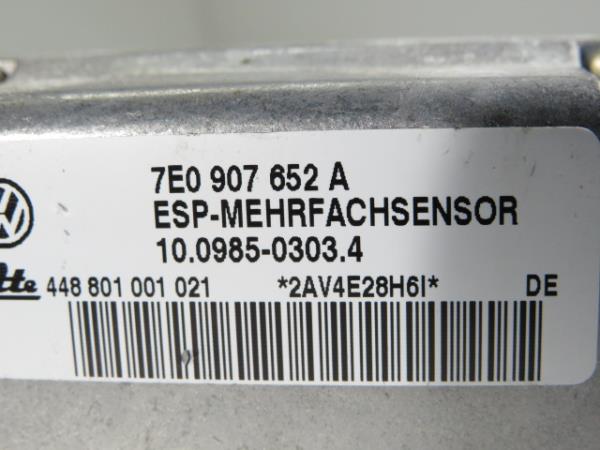 7E0 907 652 A
ESP-MEHRFACHSENSOR
10.0985-0303.4
448 801 001 021 *2AV4E28H6I* DE